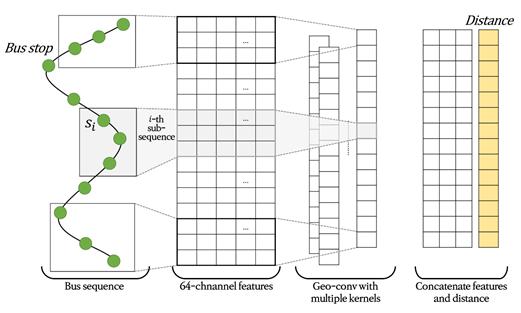 Distance
Bus stop
...
sᵢ
i-th
sub-
sequence
...
...
...
Bus sequence
64-chnannel features
Geo-conv with
multiple kernels
Concatenate features
and distance